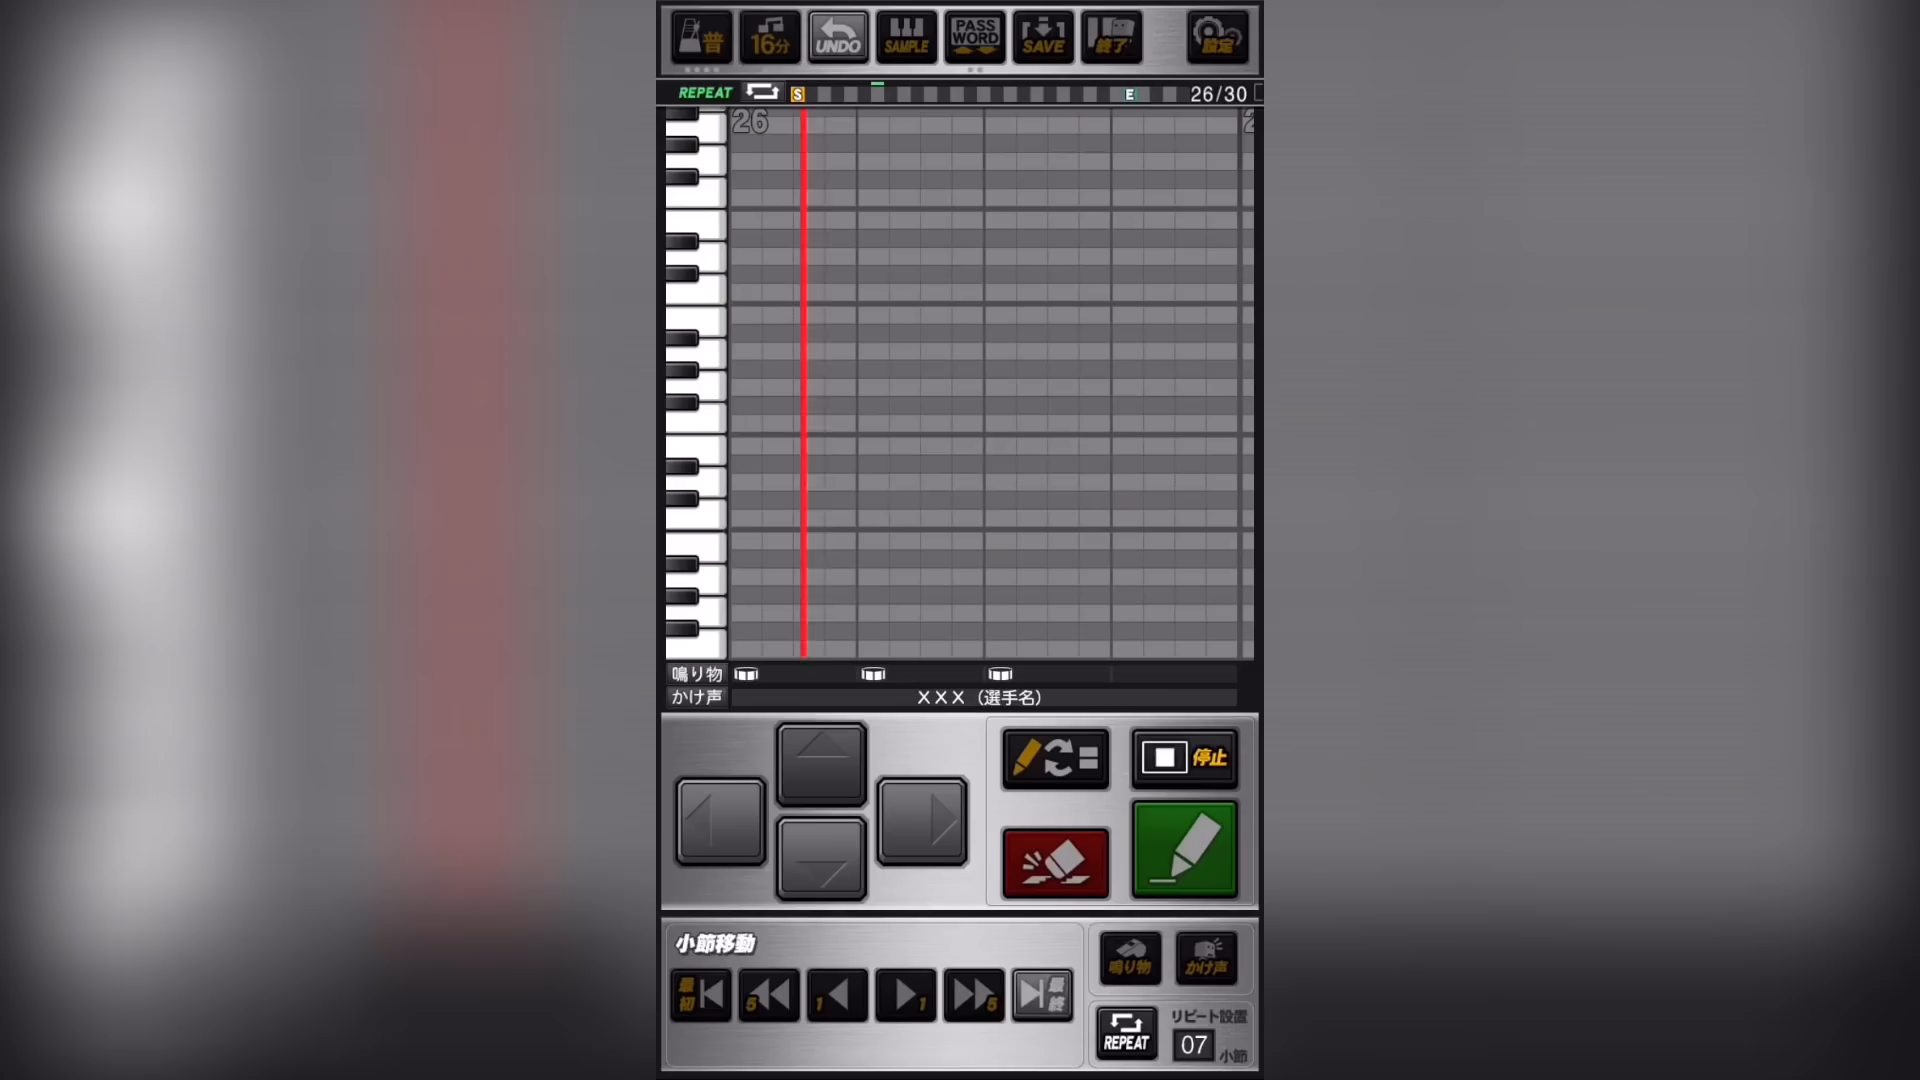 普 16分 UNDO SAMPLE PASS WORD SAVE 終了 設定
REPEAT S E 26/30
26 2
鳴り物
かけ声 XXX（選手名）
停止
小節移動
最初 5 1 1 5 最終
鳴り物 かけ声
REPEAT リピート設置
07 小節